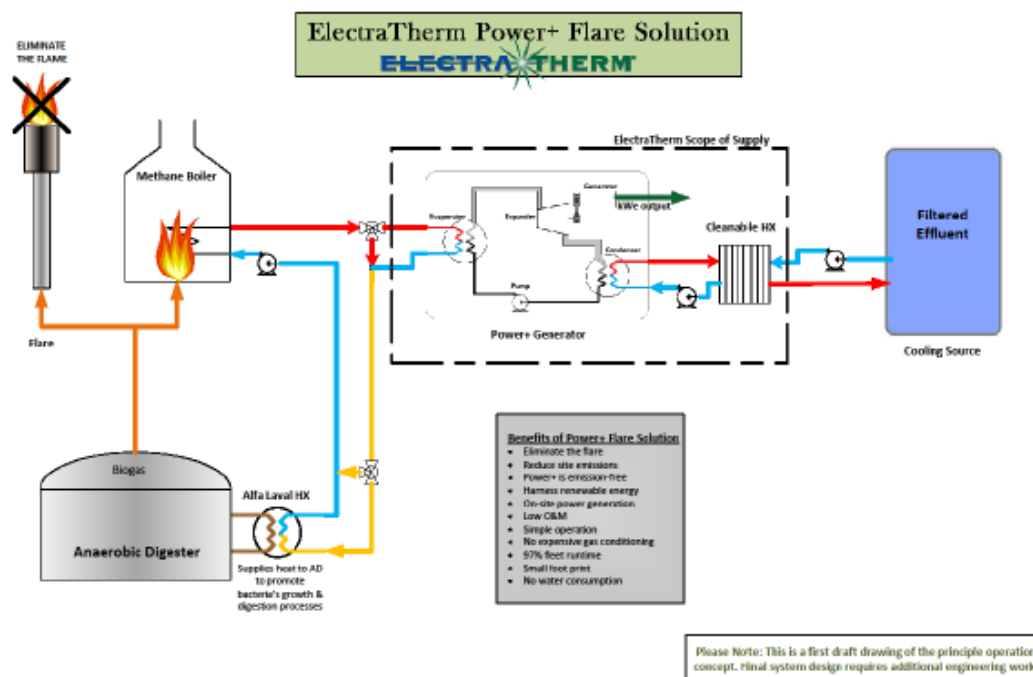 ElectraTherm Power+ Flare Solution
ELECTRATHERM
ELIMINATE
THE FLAME
Methane Boiler
ElectraTherm Scope of Supply
Generator
kWe output
Evaporator
Expander
Condenser
Cleanable HX
Filtered
Effluent
Pump
Power+ Generator
Cooling Source
Flare
Biogas
Alfa Laval HX
Anaerobic Digester
Supplies heat to AD
to promote
bacteria's growth &
digestion processes
Benefits of Power+ Flare Solution
• Eliminate the flare
• Reduce site emissions
• Power+ is emission-free
• Harness renewable energy
• On-site power generation
• Low O&M
• Simple operation
• No expensive gas conditioning
• 97% fleet runtime
• Small foot print
• No water consumption
Please Note: This is a first draft drawing of the principle operation
concept. Final system design requires additional engineering work